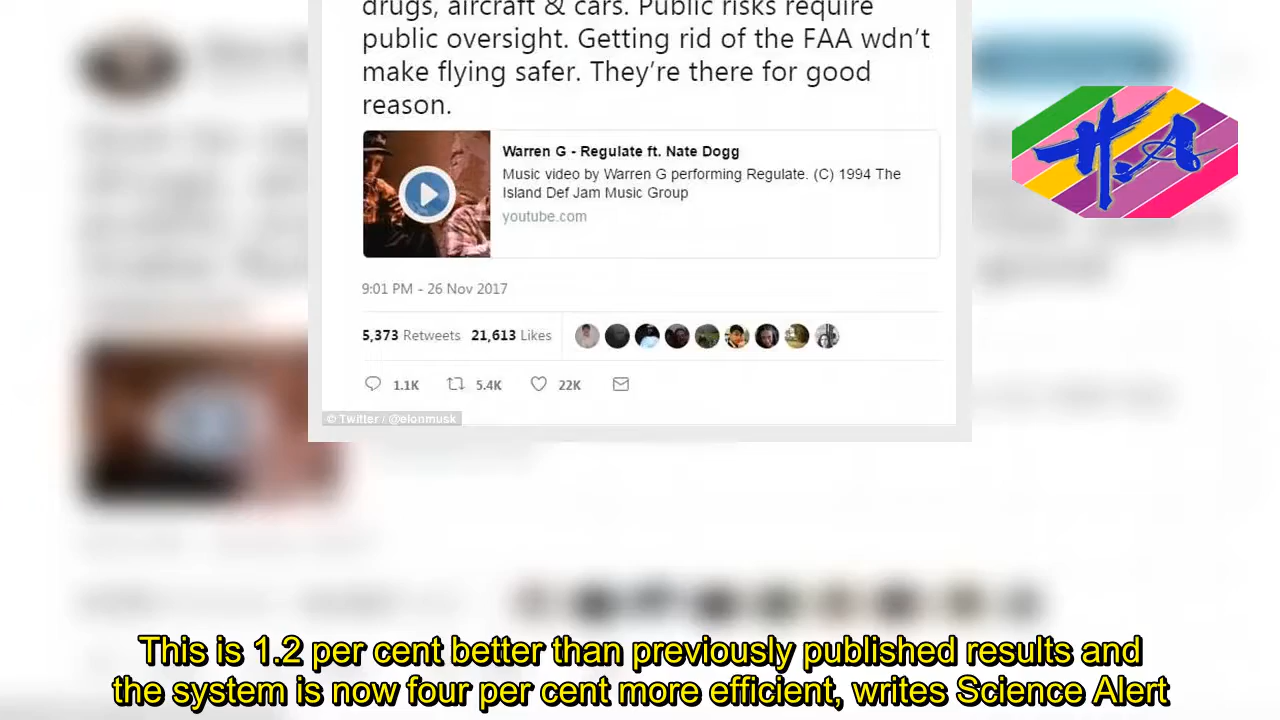 drugs, aircraft & cars. Public risks require
public oversight. Getting rid of the FAA wdn't
make flying safer. They're there for good
reason.
Warren G - Regulate ft. Nate Dogg
Music video by Warren G performing Regulate. (C) 1994 The
Island Def Jam Music Group
youtube.com
9:01 PM - 26 Nov 2017
5,373 Retweets 21,613 Likes
1.1K 5.4K 22K
© Twitter / @elonmusk
H.A
This is 1.2 per cent better than previously published results and
the system is now four per cent more efficient, writes Science Alert